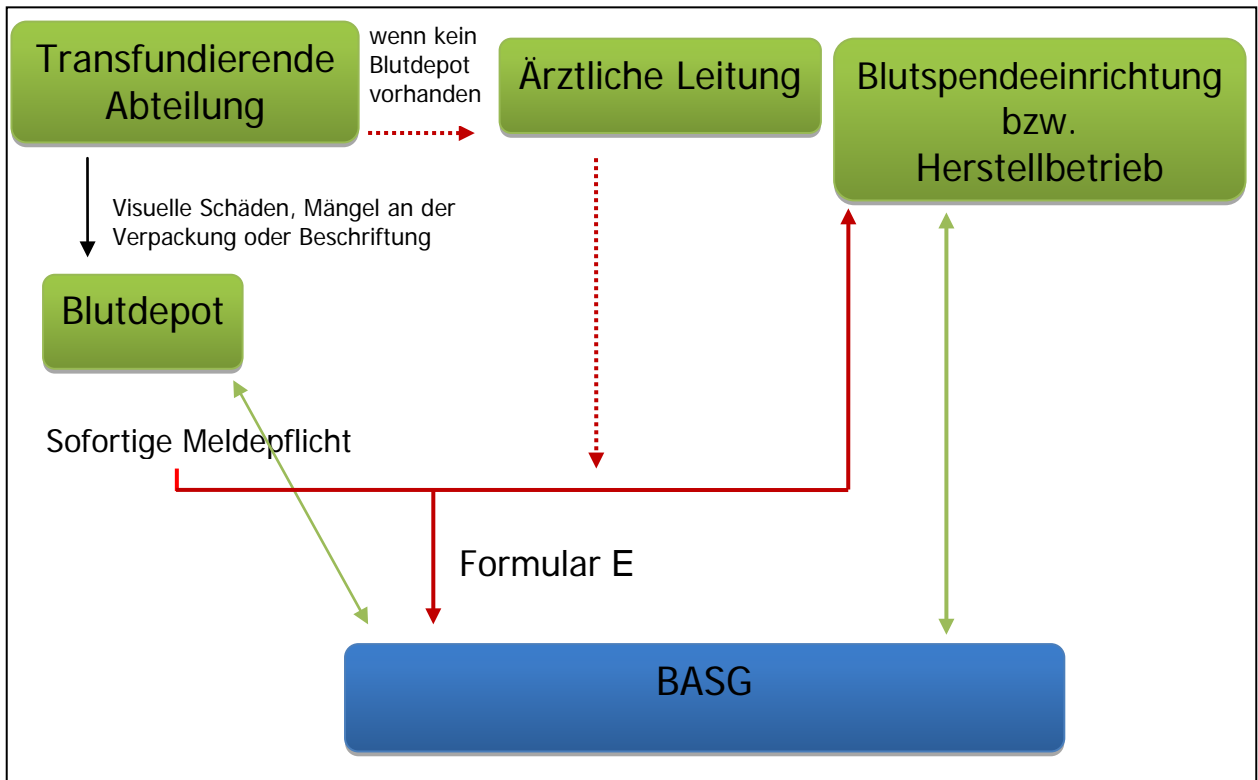 Transfundierende
Abteilung
wenn kein
Blutdepot
vorhanden
Ärztliche Leitung
Blutspendeeinrichtung
bzw.
Herstellbetrieb
Visuelle Schäden, Mängel an der
Verpackung oder Beschriftung
Blutdepot
Sofortige Meldepflicht
Formular E
BASG